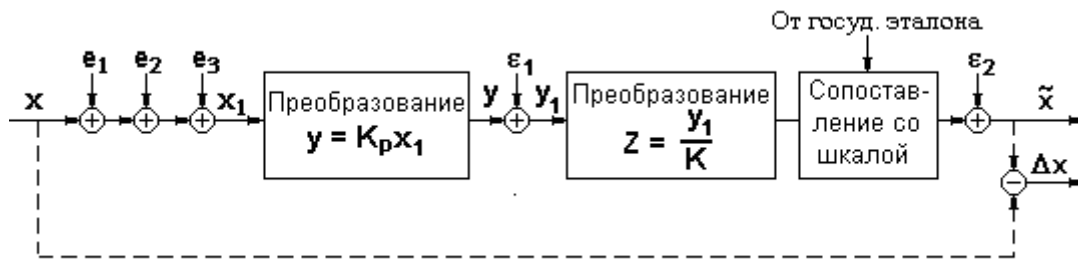 От госуд. эталона
e₁ e₂ e₃ ε₁ ε₂
x x₁ y y₁ x̃
Преобразование
y = Kₚx₁
Преобразование
Z = y₁/K
Сопостав-
ление со
шкалой
Δx